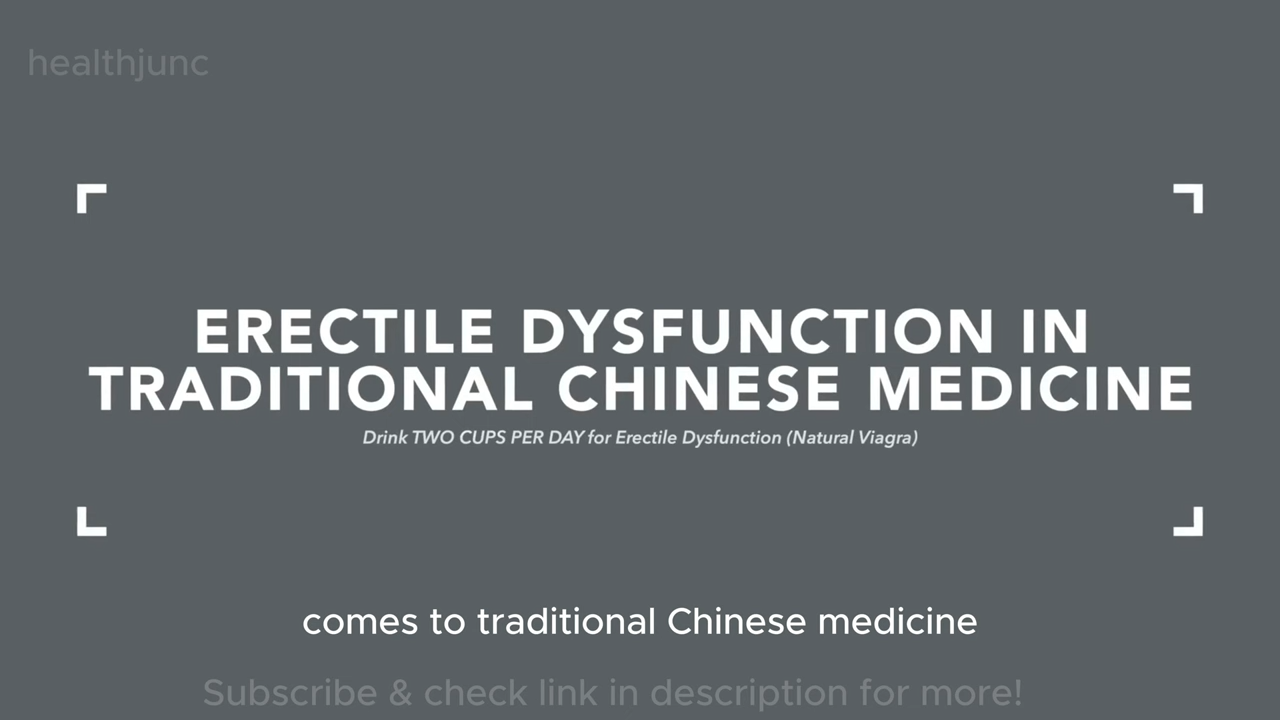 healthjunc
ERECTILE DYSFUNCTION IN
TRADITIONAL CHINESE MEDICINE
Drink TWO CUPS PER DAY for Erectile Dysfunction (Natural Viagra)
comes to traditional Chinese medicine
Subscribe & check link in description for more!